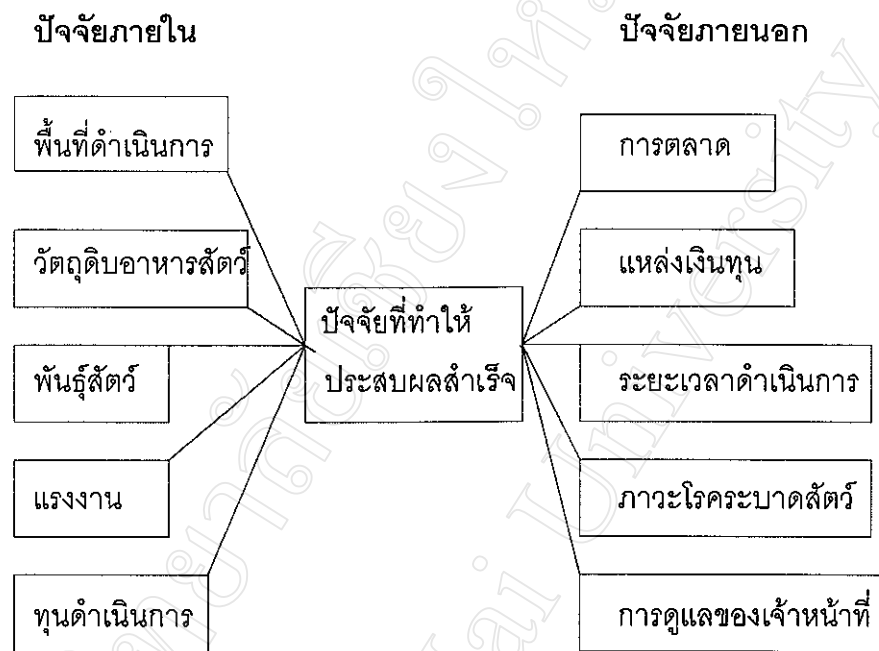 ปัจจัยภายใน
ปัจจัยภายนอก
พื้นที่ดำเนินการ
การตลาด
วัตถุดิบอาหารสัตว์
แหล่งเงินทุน
ปัจจัยที่ทำให้
ประสบผลสำเร็จ
พันธุ์สัตว์
ระยะเวลาดำเนินการ
แรงงาน
ภาวะโรคระบาดสัตว์
ทุนดำเนินการ
การดูแลของเจ้าหน้าที่